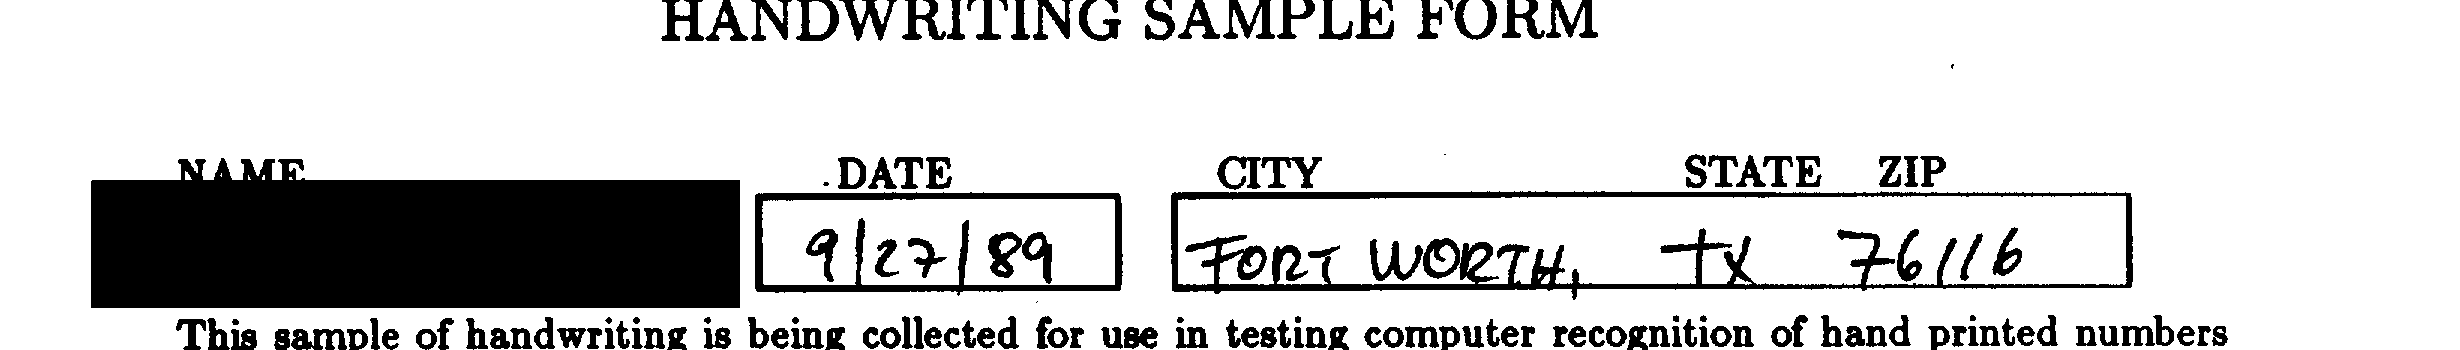 HANDWRITING SAMPLE FORM
NAME DATE CITY STATE ZIP
9/27/89 FORT WORTH, TX 76116
This sample of handwriting is being collected for use in testing computer recognition of hand printed numbers